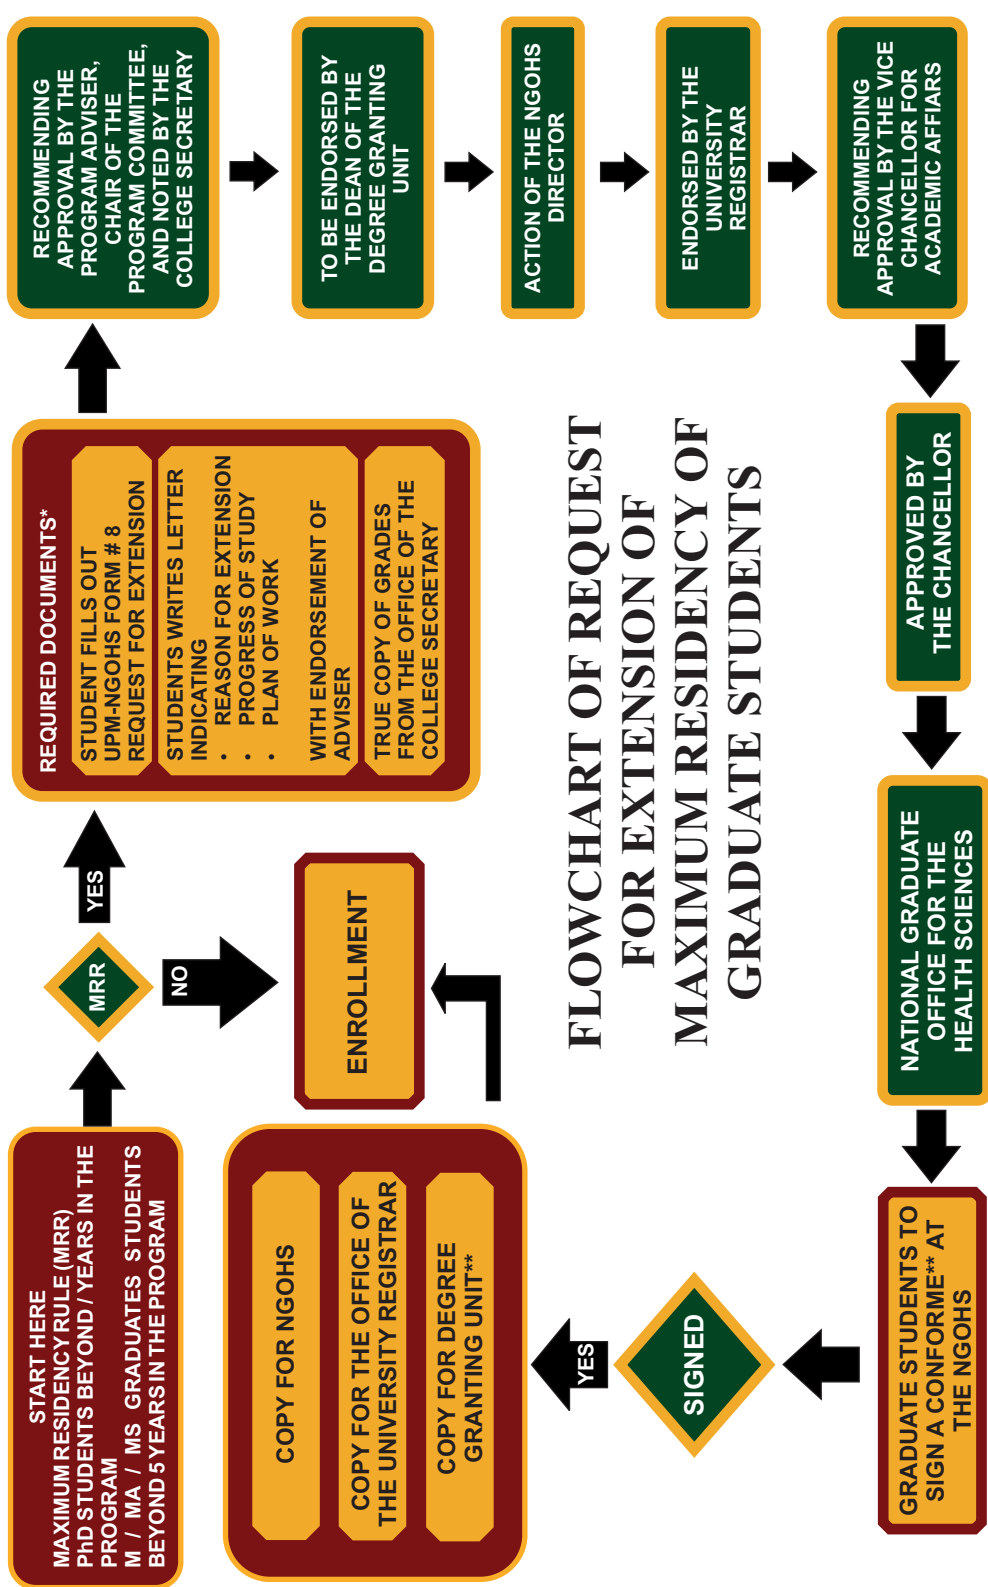 START HERE
MAXIMUM RESIDENCY RULE (MRR)
PhD STUDENTS BEYOND / YEARS IN THE
PROGRAM
M / MA / MS GRADUATES STUDENTS
BEYOND 5 YEARS IN THE PROGRAM
MRR
YES
NO
REQUIRED DOCUMENTS*
STUDENT FILLS OUT
UPM-NGOHS FORM # 8
REQUEST FOR EXTENSION
STUDENTS WRITES LETTER
INDICATING
• REASON FOR EXTENSION
• PROGRESS OF STUDY
• PLAN OF WORK
WITH ENDORSEMENT OF
ADVISER
TRUE COPY OF GRADES
FROM THE OFFICE OF THE
COLLEGE SECRETARY
RECOMMENDING
APPROVAL BY THE
PROGRAM ADVISER,
CHAIR OF THE
PROGRAM COMMITTEE,
AND NOTED BY THE
COLLEGE SECRETARY
TO BE ENDORSED BY
THE DEAN OF THE
DEGREE GRANTING
UNIT
ACTION OF THE NGOHS
DIRECTOR
ENDORSED BY THE
UNIVERSITY
REGISTRAR
RECOMMENDING
APPROVAL BY THE VICE
CHANCELLOR FOR
ACADEMIC AFFIARS
APPROVED BY
THE CHANCELLOR
NATIONAL GRADUATE
OFFICE FOR THE
HEALTH SCIENCES
GRADUATE STUDENTS TO
SIGN A CONFORME** AT
THE NGOHS
SIGNED
YES
COPY FOR NGOHS
COPY FOR THE OFFICE OF
THE UNIVERSITY REGISTRAR
COPY FOR DEGREE
GRANTING UNIT**
ENROLLMENT
FLOWCHART OF REQUEST
FOR EXTENSION OF
MAXIMUM RESIDENCY OF
GRADUATE STUDENTS